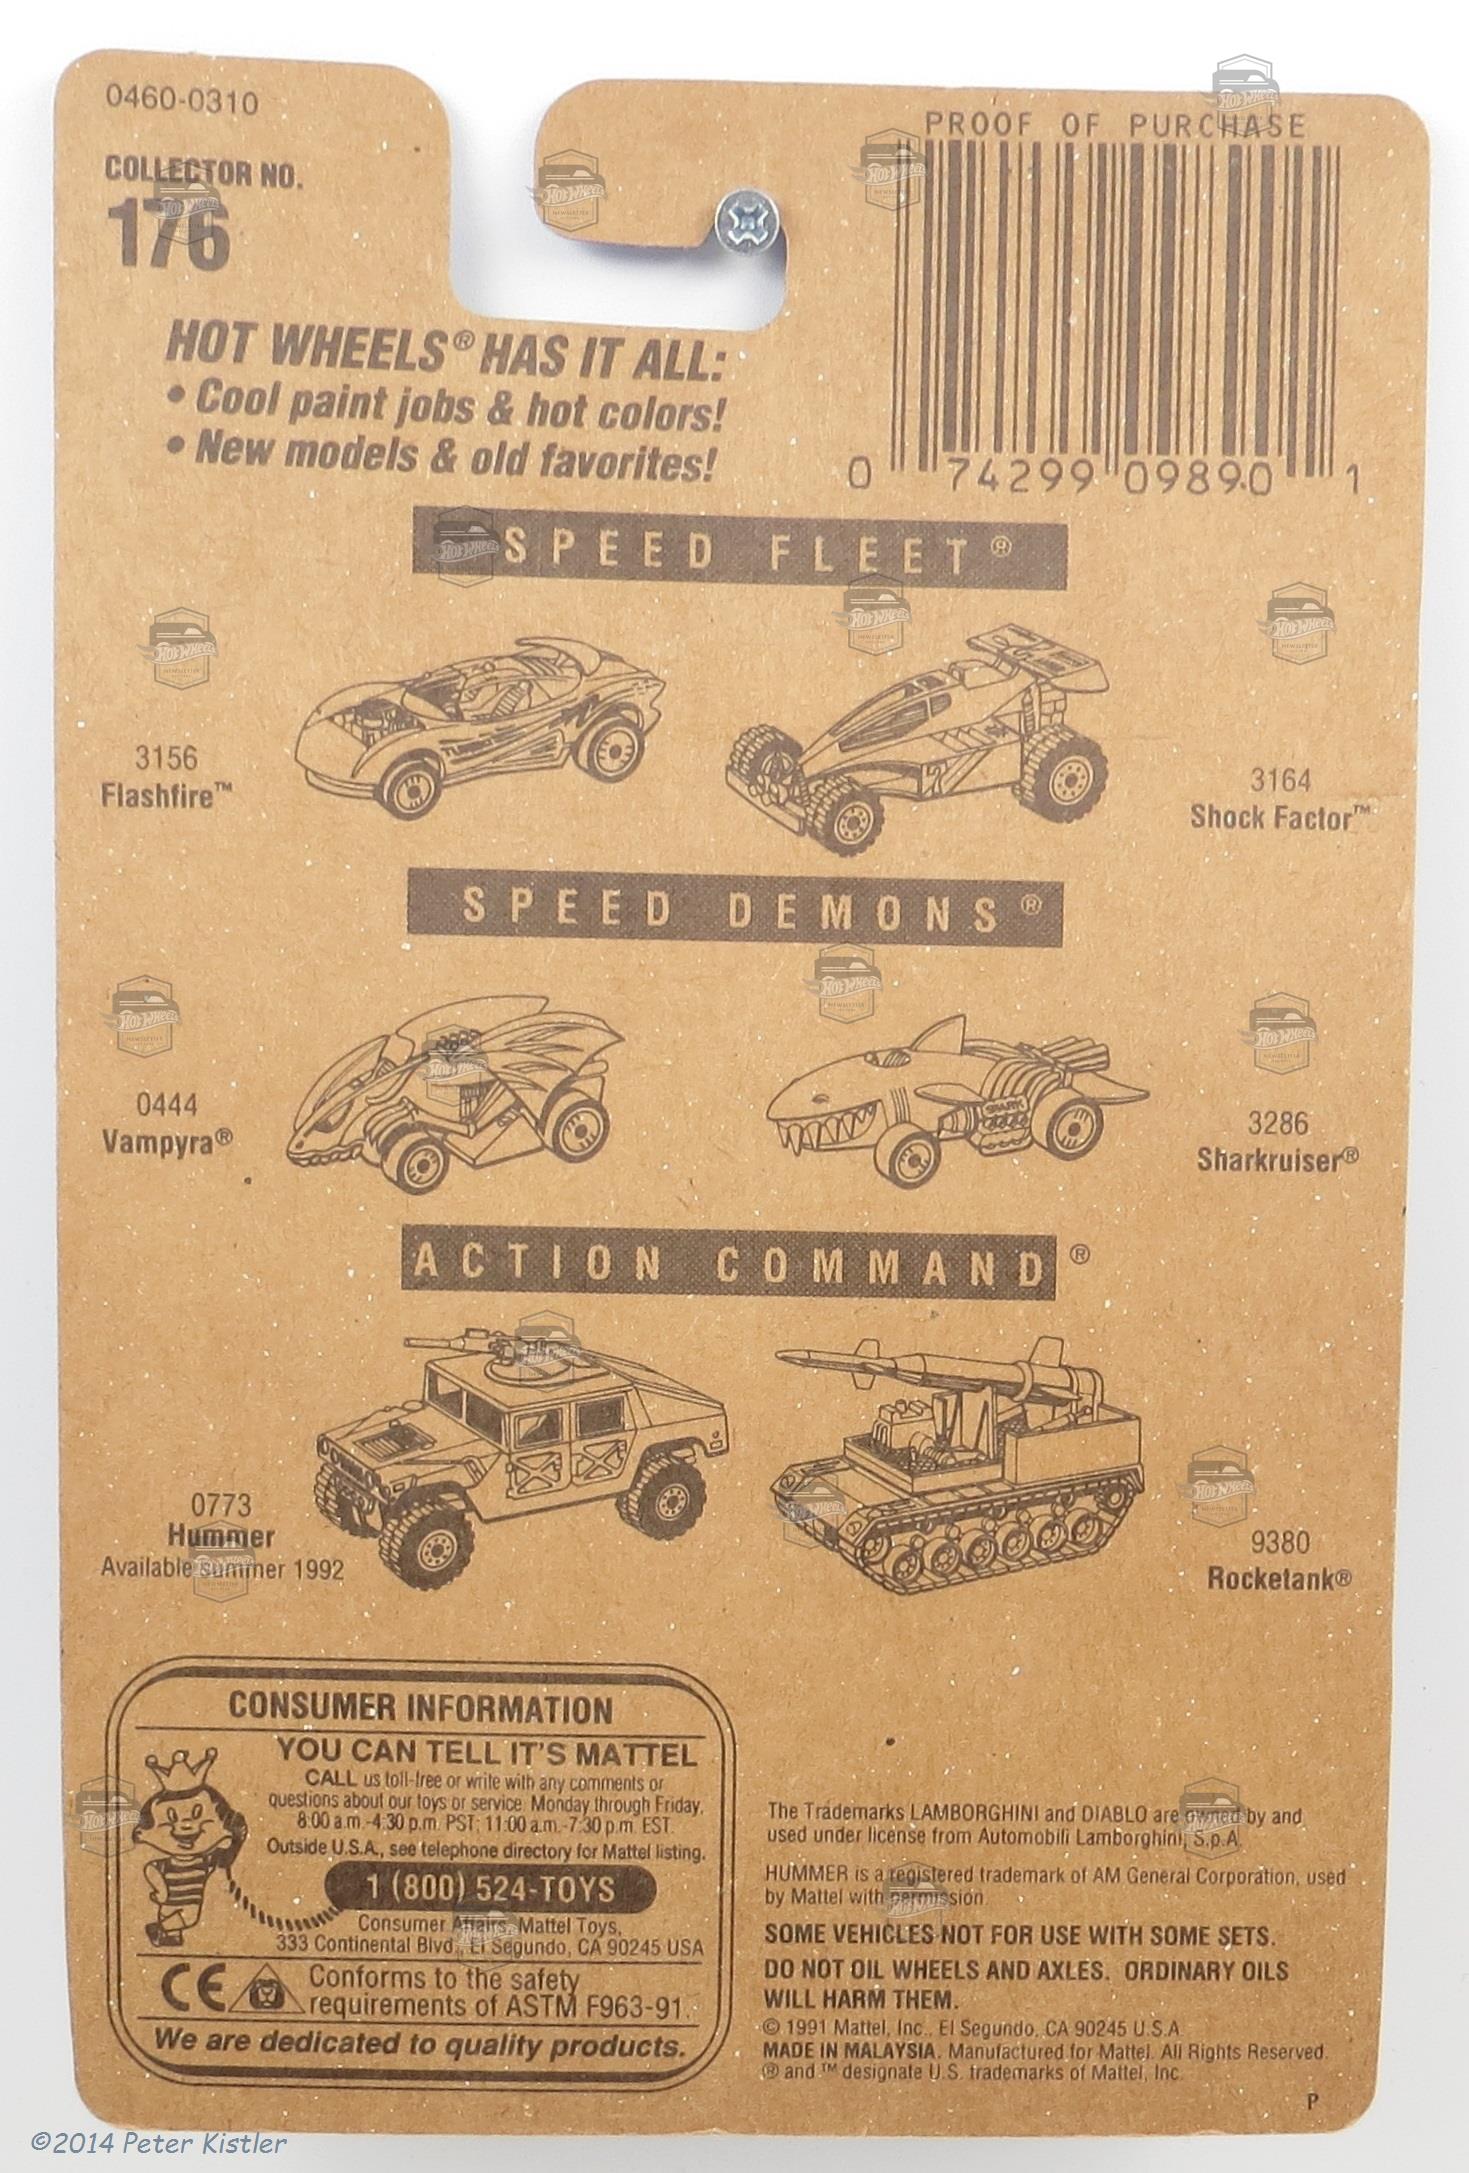 0460-0310
COLLECTOR NO.
176
PROOF OF PURCHASE
0 74299 09890 1
HOT WHEELS® HAS IT ALL:
• Cool paint jobs & hot colors!
• New models & old favorites!
SPEED FLEET®
3156
Flashfire™
3164
Shock Factor™
SPEED DEMONS®
0444
Vampyra®
SHARK
3286
Sharkruiser®
ACTION COMMAND®
0773
Hummer
Available summer 1992
9380
Rocketank®
CONSUMER INFORMATION
YOU CAN TELL IT'S MATTEL
CALL us toll-free or write with any comments or
questions about our toys or service. Monday through Friday,
8:00 a.m.-4:30 p.m. PST; 11:00 a.m.-7:30 p.m. EST.
Outside U.S.A., see telephone directory for Mattel listing.
1 (800) 524-TOYS
Consumer Affairs, Mattel Toys,
333 Continental Blvd., El Segundo, CA 90245 USA
CE Conforms to the safety
requirements of ASTM F963-91.
We are dedicated to quality products.
The Trademarks LAMBORGHINI and DIABLO are owned by and
used under license from Automobili Lamborghini, S.p.A.
HUMMER is a registered trademark of AM General Corporation, used
by Mattel with permission.
SOME VEHICLES NOT FOR USE WITH SOME SETS.
DO NOT OIL WHEELS AND AXLES. ORDINARY OILS
WILL HARM THEM.
© 1991 Mattel, Inc., El Segundo, CA 90245 U.S.A.
MADE IN MALAYSIA. Manufactured for Mattel. All Rights Reserved.
® and ™ designate U.S. trademarks of Mattel, Inc.
P
©2014 Peter Kistler